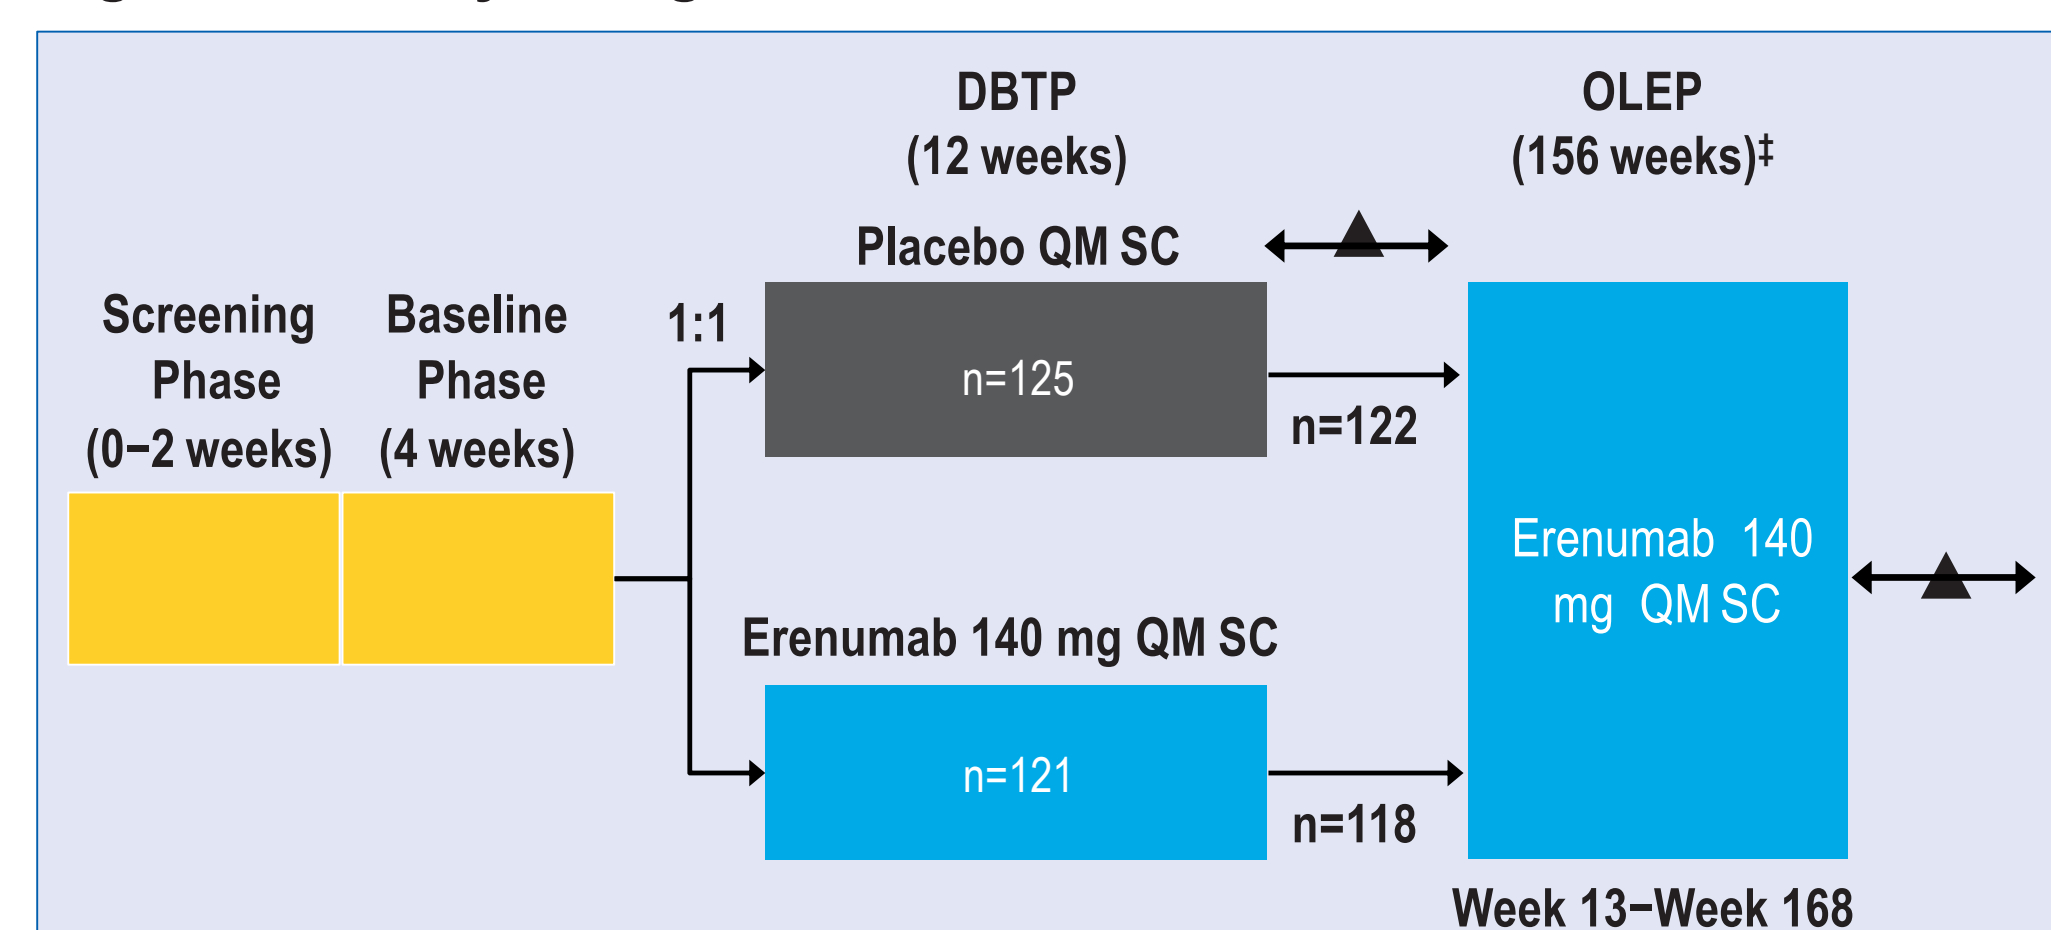 DBTP
(12 weeks)
OLEP
(156 weeks)‡
Placebo QM SC
Screening
Phase
(0−2 weeks)
Baseline
Phase
(4 weeks)
1:1
n=125
n=122
Erenumab 140
mg QM SC
Erenumab 140 mg QM SC
n=121
n=118
Week 13−Week 168